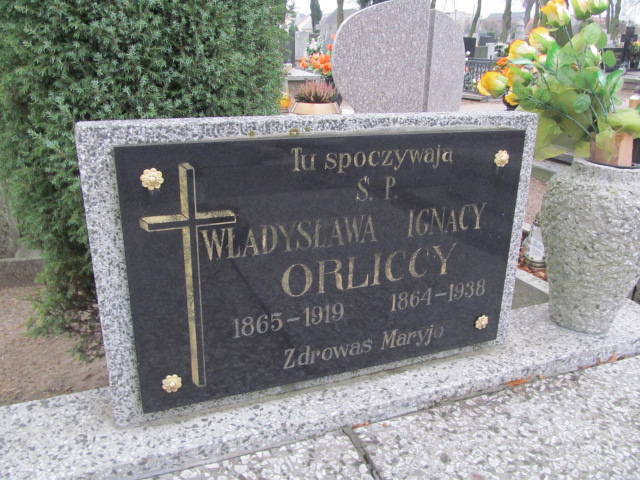 Tu spoczywają
Ś. P.
WŁADYSŁAWA IGNACY
ORLICCY
1865-1919 1864-1938
Zdrowaś Maryjo